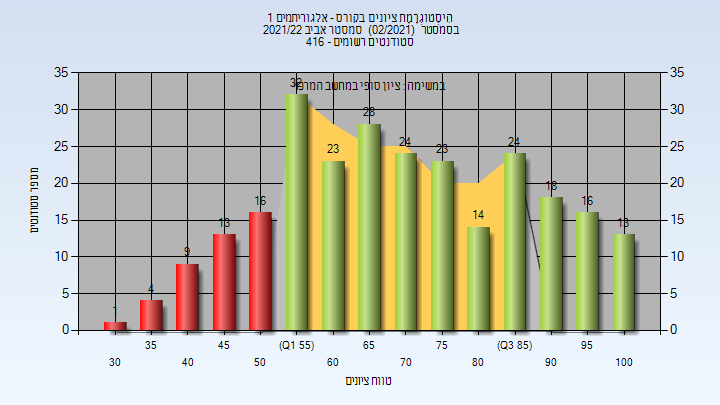 הִיסְטוֹגְרָמַת ציונים בקורס - אלגוריתמים 1
בסמסטר (02/2021) סמסטר אביב 2021/22
סטודנטים רשומים - 416
במשימה : ציון סופי במחשב המרכזי
מספר סטודנטים
35 35
30 30
25 25
20 20
15 15
10 10
5 5
0 0
1 4 9 13 16 32 23 28 24 23 14 24 18 16 13
35 45 (Q1 55) 65 75 (Q3 85) 95
30 40 50 60 70 80 90 100
טווח ציונים